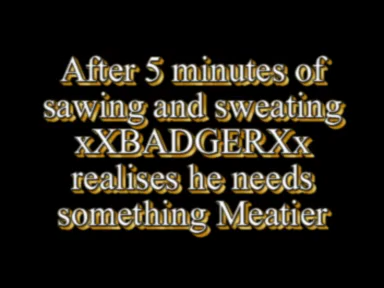 After 5 minutes of
sawing and sweating
xXBADGERXx
realises he needs
something Meatier